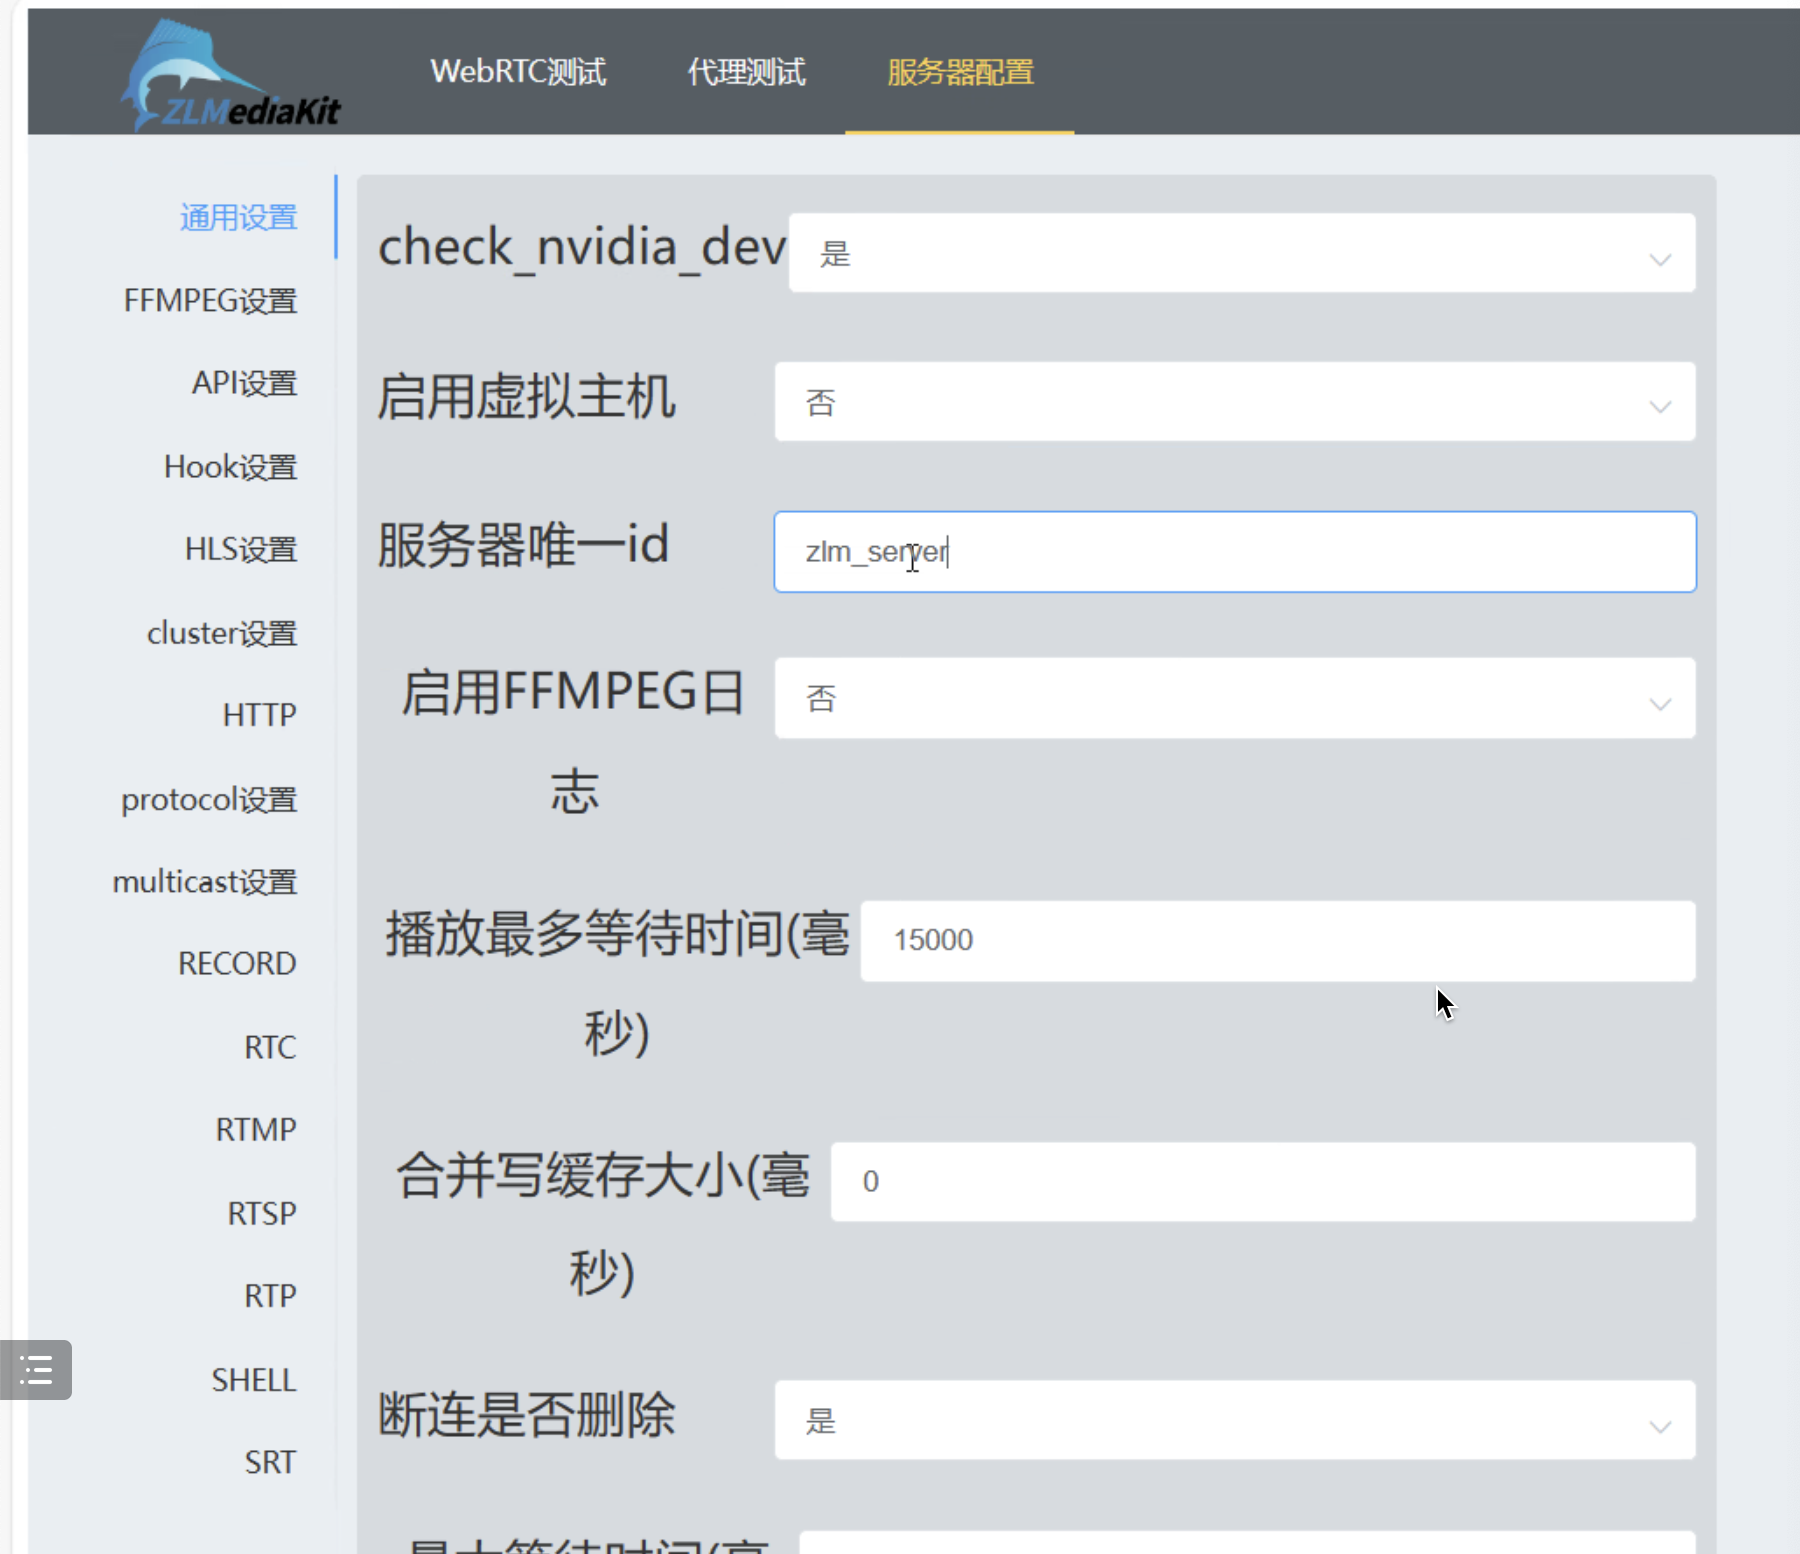 ZLMediaKit
WebRTC测试
代理测试
服务器配置
通用设置
FFMPEG设置
API设置
Hook设置
HLS设置
cluster设置
HTTP
protocol设置
multicast设置
RECORD
RTC
RTMP
RTSP
RTP
SHELL
SRT
check_nvidia_dev
是
启用虚拟主机
否
服务器唯一id
zlm_server
启用FFMPEG日
志
否
播放最多等待时间(毫
秒)
15000
合并写缓存大小(毫
秒)
0
断连是否删除
是
最大等待时间(毫